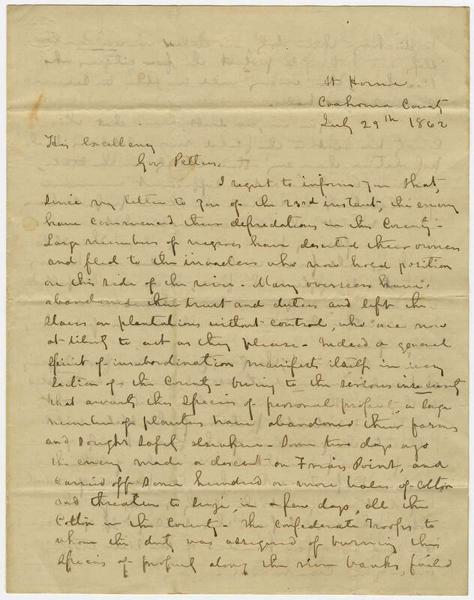 At Home
Coahoma County
July 29th 1862
His Excellency
Gov Pettus.
I regret to inform you that,
since my letter to you of the 23rd instant, the enemy
have commenced their depredations in this County -
Large numbers of negroes have deserted their owners
and fled to the invaders who now hold position
on this side of the river - Many overseers have
abandoned their trust and duties and left the
slaves on plantations without control, who are now
at liberty to act as they please - Indeed a general
spirit of insubordination manifests itself in every
section of the County - Owing to the serious insecurity
that awaits this species of personal property, a large
number of planters have abandoned their farms
and sought safety elsewhere - Some two days ago
the enemy made a descent on Friars Point, and
carried off some hundred or more bales of Cotton
and threaten to seize, in a few days, all the
Cotton in the County - The Confederate Troops to
whom the duty was assigned of burning this
species of property along the river banks, failed